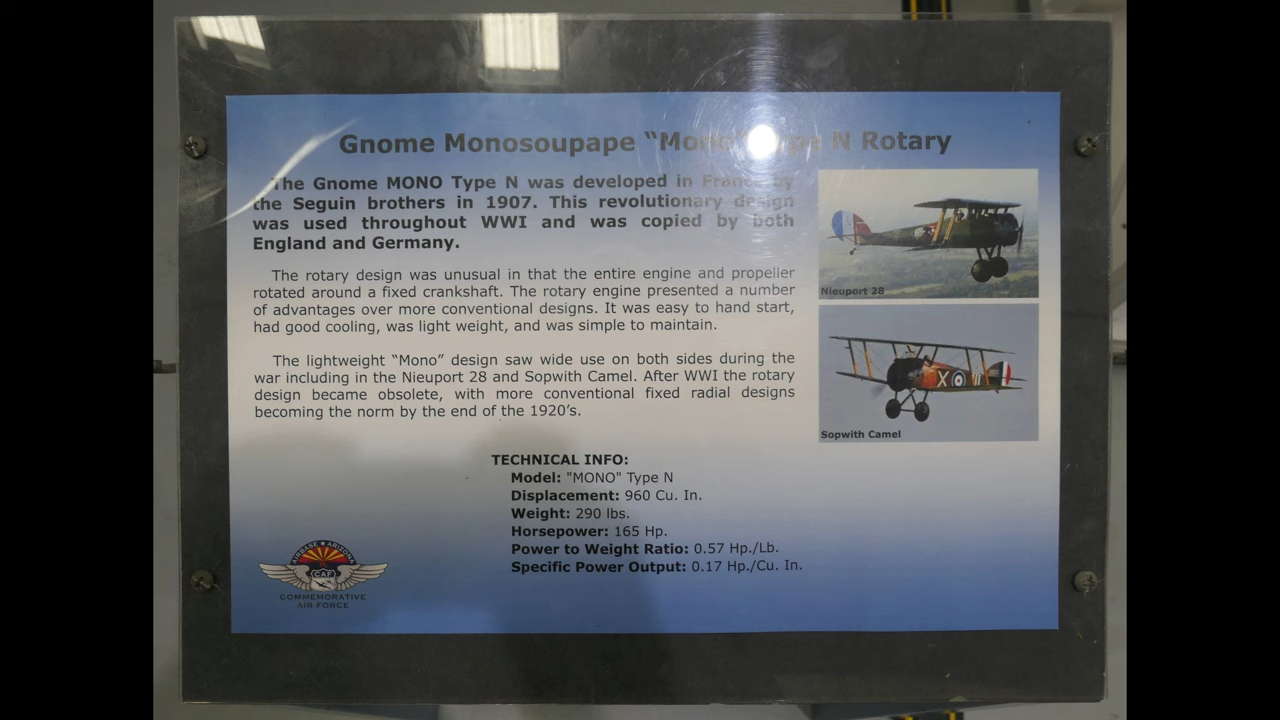 Gnome Monosoupape “Mono” Type N Rotary
The Gnome MONO Type N was developed in France by
the Seguin brothers in 1907. This revolutionary design
was used throughout WWI and was copied by both
England and Germany.
The rotary design was unusual in that the entire engine and propeller
rotated around a fixed crankshaft. The rotary engine presented a number
of advantages over more conventional designs. It was easy to hand start,
had good cooling, was light weight, and was simple to maintain.
The lightweight “Mono” design saw wide use on both sides during the
war including in the Nieuport 28 and Sopwith Camel. After WWI the rotary
design became obsolete, with more conventional fixed radial designs
becoming the norm by the end of the 1920’s.
Nieuport 28
X
Sopwith Camel
TECHNICAL INFO:
Model: "MONO" Type N
Displacement: 960 Cu. In.
Weight: 290 lbs.
Horsepower: 165 Hp.
Power to Weight Ratio: 0.57 Hp./Lb.
Specific Power Output: 0.17 Hp./Cu. In.
AIRBASE ★ ARIZONA
CAF
COMMEMORATIVE
AIR FORCE